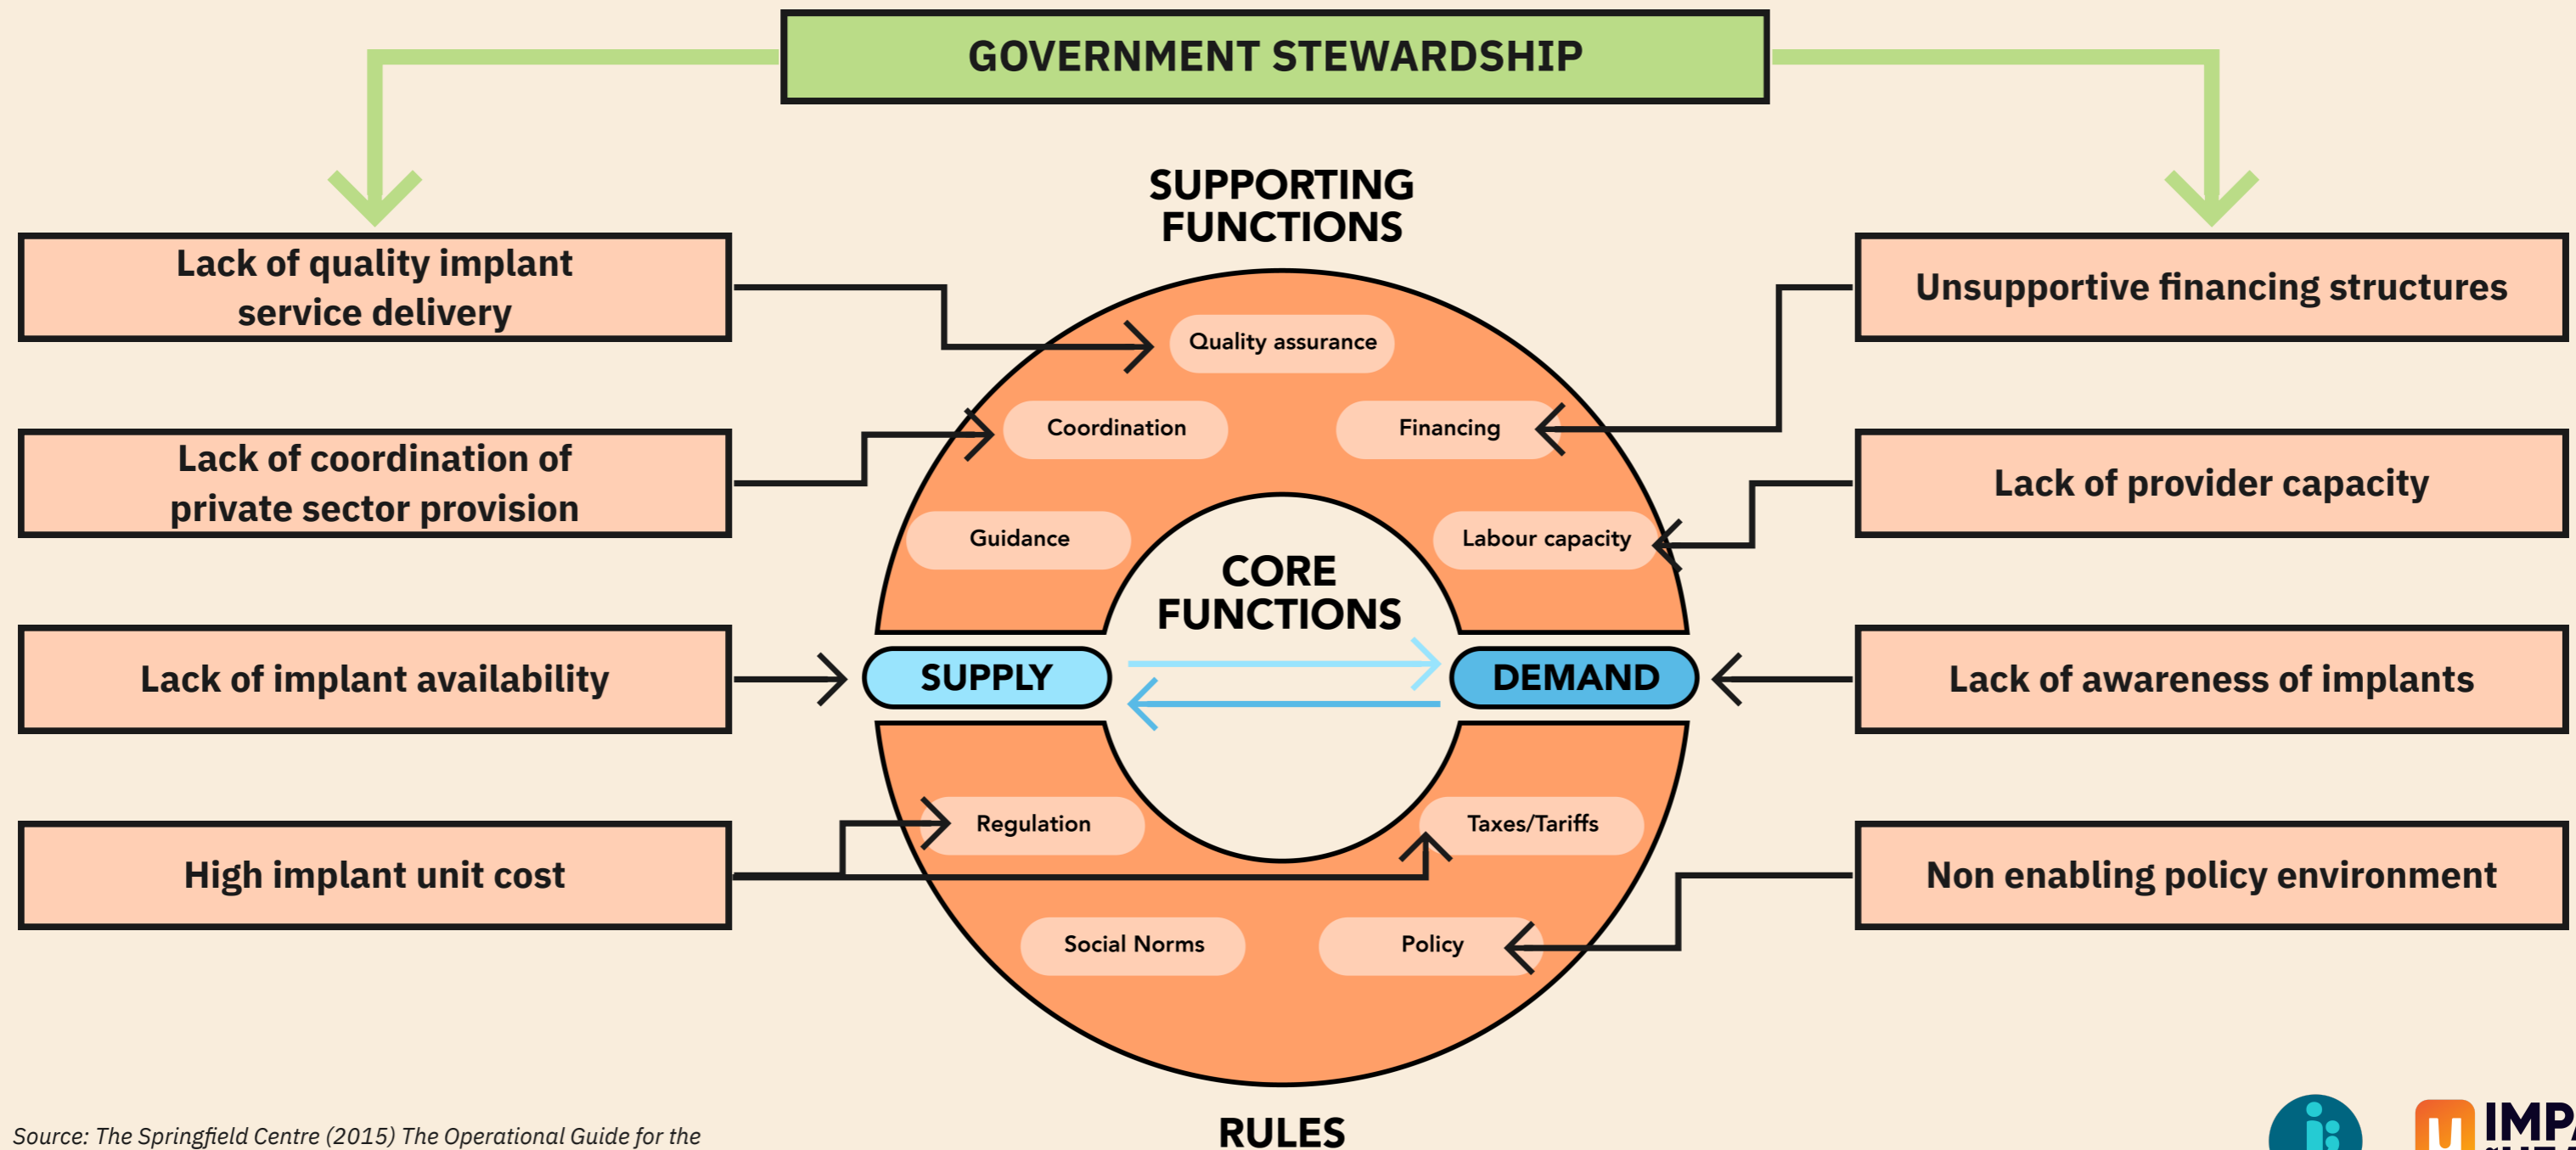 GOVERNMENT STEWARDSHIP
SUPPORTING
FUNCTIONS
Lack of quality implant
service delivery
Unsupportive financing structures
Quality assurance
Coordination
Financing
Lack of coordination of
private sector provision
Lack of provider capacity
Guidance
Labour capacity
CORE
FUNCTIONS
Lack of implant availability
SUPPLY
DEMAND
Lack of awareness of implants
Regulation
Taxes/Tariffs
High implant unit cost
Non enabling policy environment
Social Norms
Policy
RULES
Source: The Springfield Centre (2015) The Operational Guide for the